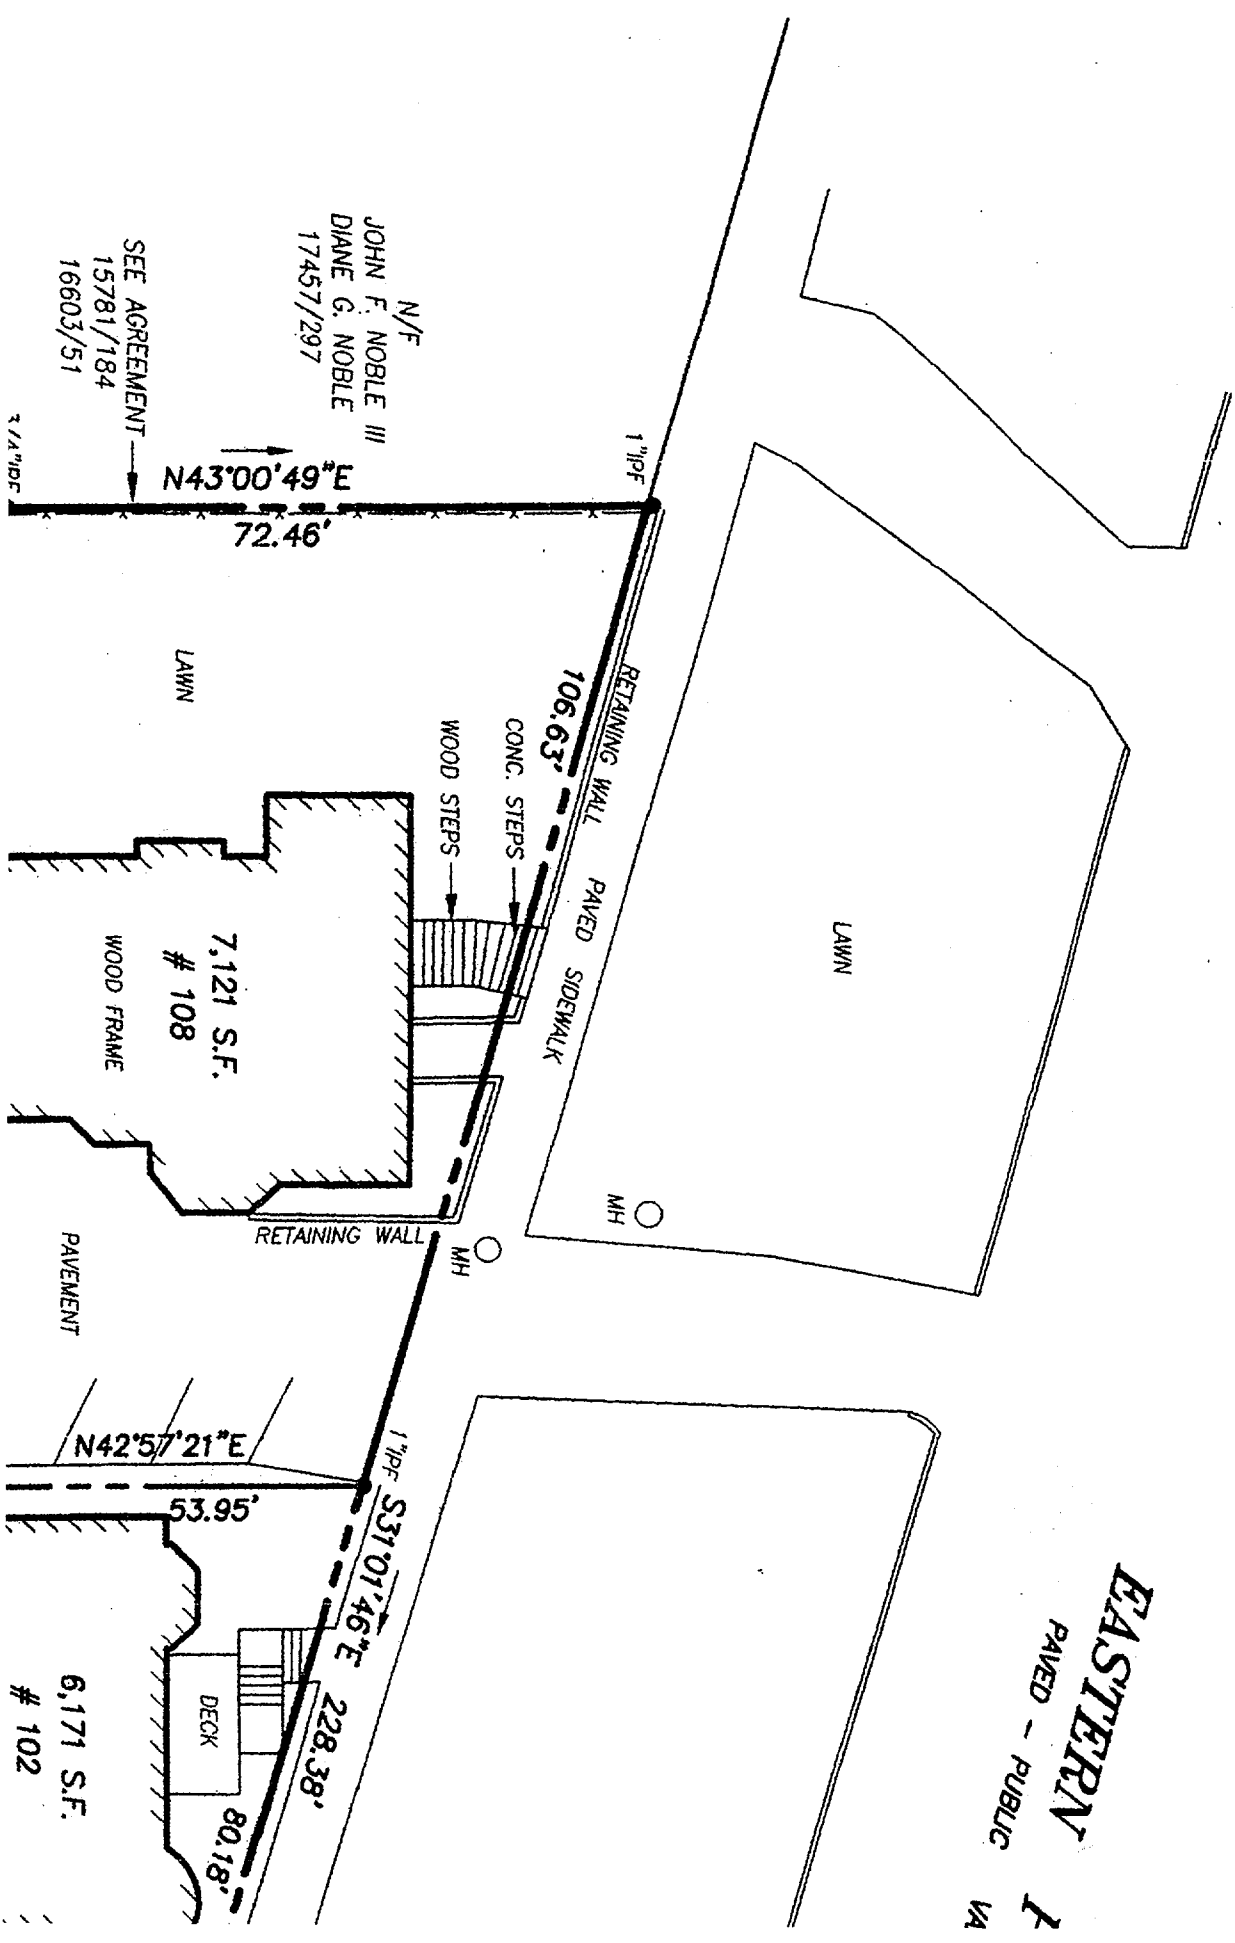 EASTERN
PAVED - PUBLIC
VA
N/F
JOHN F. NOBLE III
DIANE G. NOBLE
17457/297
SEE AGREEMENT
15781/184
16603/51
1"IPF
N43°00'49"E
72.46'
LAWN
RETAINING WALL
106.63'
CONC. STEPS
WOOD STEPS
PAVED SIDEWALK
LAWN
7,121 S.F.
# 108
WOOD FRAME
MH
MH
RETAINING WALL
PAVEMENT
N42°57'21"E
53.95'
1"IPF
S31°01'46"E 228.38'
80.18'
DECK
6,171 S.F.
# 102